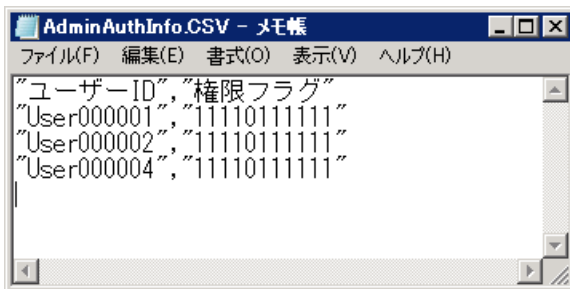 AdminAuthInfo.CSV - メモ帳
ファイル(F) 編集(E) 書式(O) 表示(V) ヘルプ(H)
"ユーザーID","権限フラグ"
"User000001","11110111111"
"User000002","11110111111"
"User000004","11110111111"